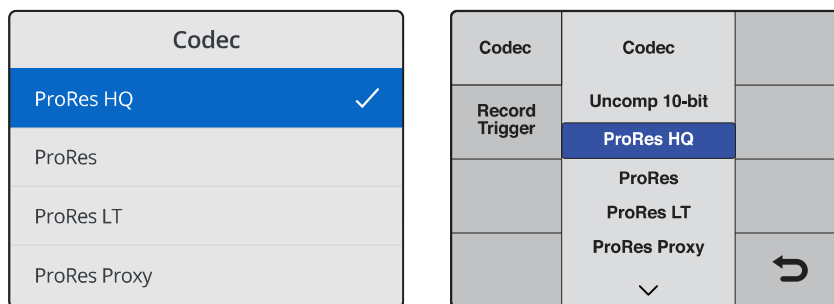 Codec
ProRes HQ
ProRes
ProRes LT
ProRes Proxy
Codec
Record
Trigger
Codec
Uncomp 10-bit
ProRes HQ
ProRes
ProRes LT
ProRes Proxy